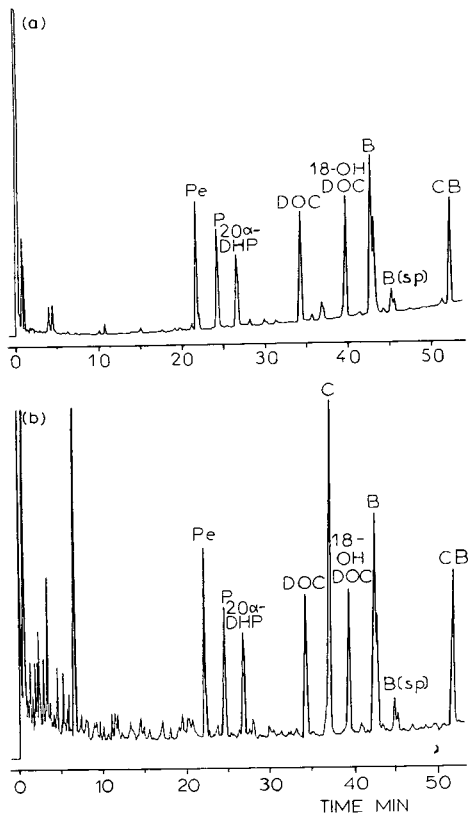 (a)
B
18-OH
DOC
DOC
CB
Pe
P
20α-
DHP
B(sp)
0 10 20 30 40 50
(b)
C
B
18-
OH
DOC
DOC
CB
Pe
P
20α-
DHP
B(sp)
0 10 20 30 40 50
TIME MIN